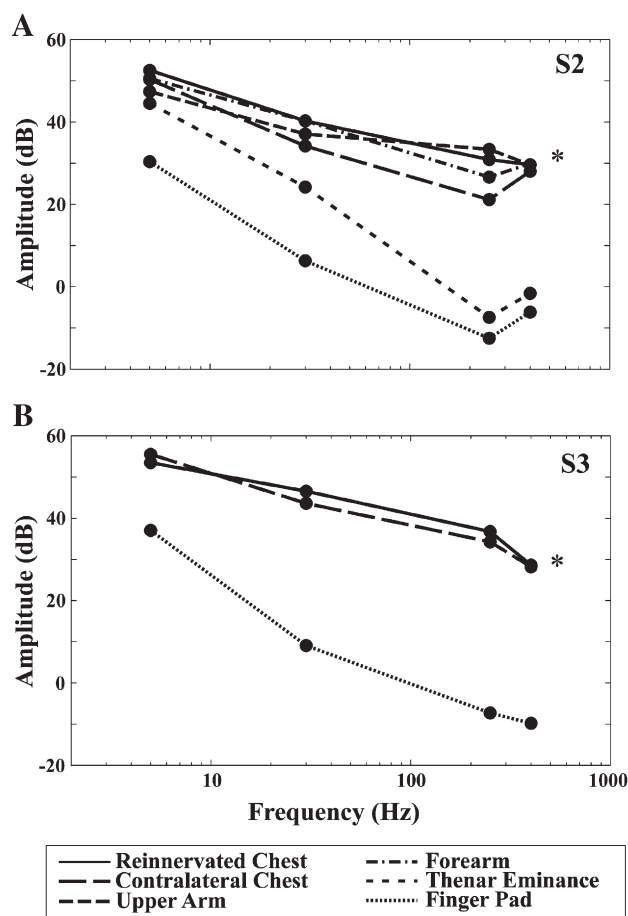 A
60
S2
40
*
20
0
-20
Amplitude (dB)
B
60
S3
40
*
20
0
-20
Amplitude (dB)
10 100 1000
Frequency (Hz)
Reinnervated Chest Forearm
Contralateral Chest Thenar Eminance
Upper Arm Finger Pad